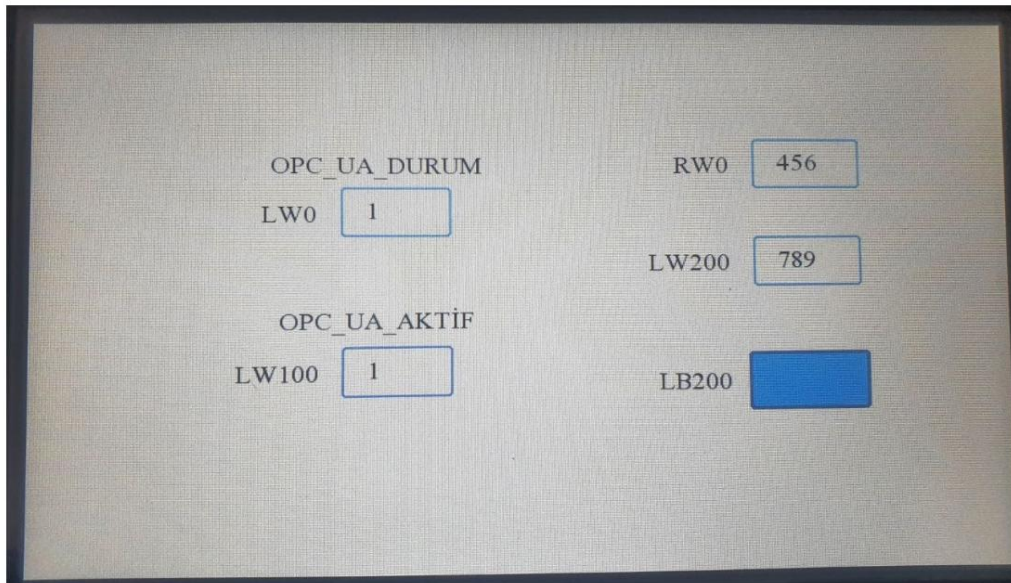 OPC_UA_DURUM
LW0 1
OPC_UA_AKTİF
LW100 1
RW0 456
LW200 789
LB200